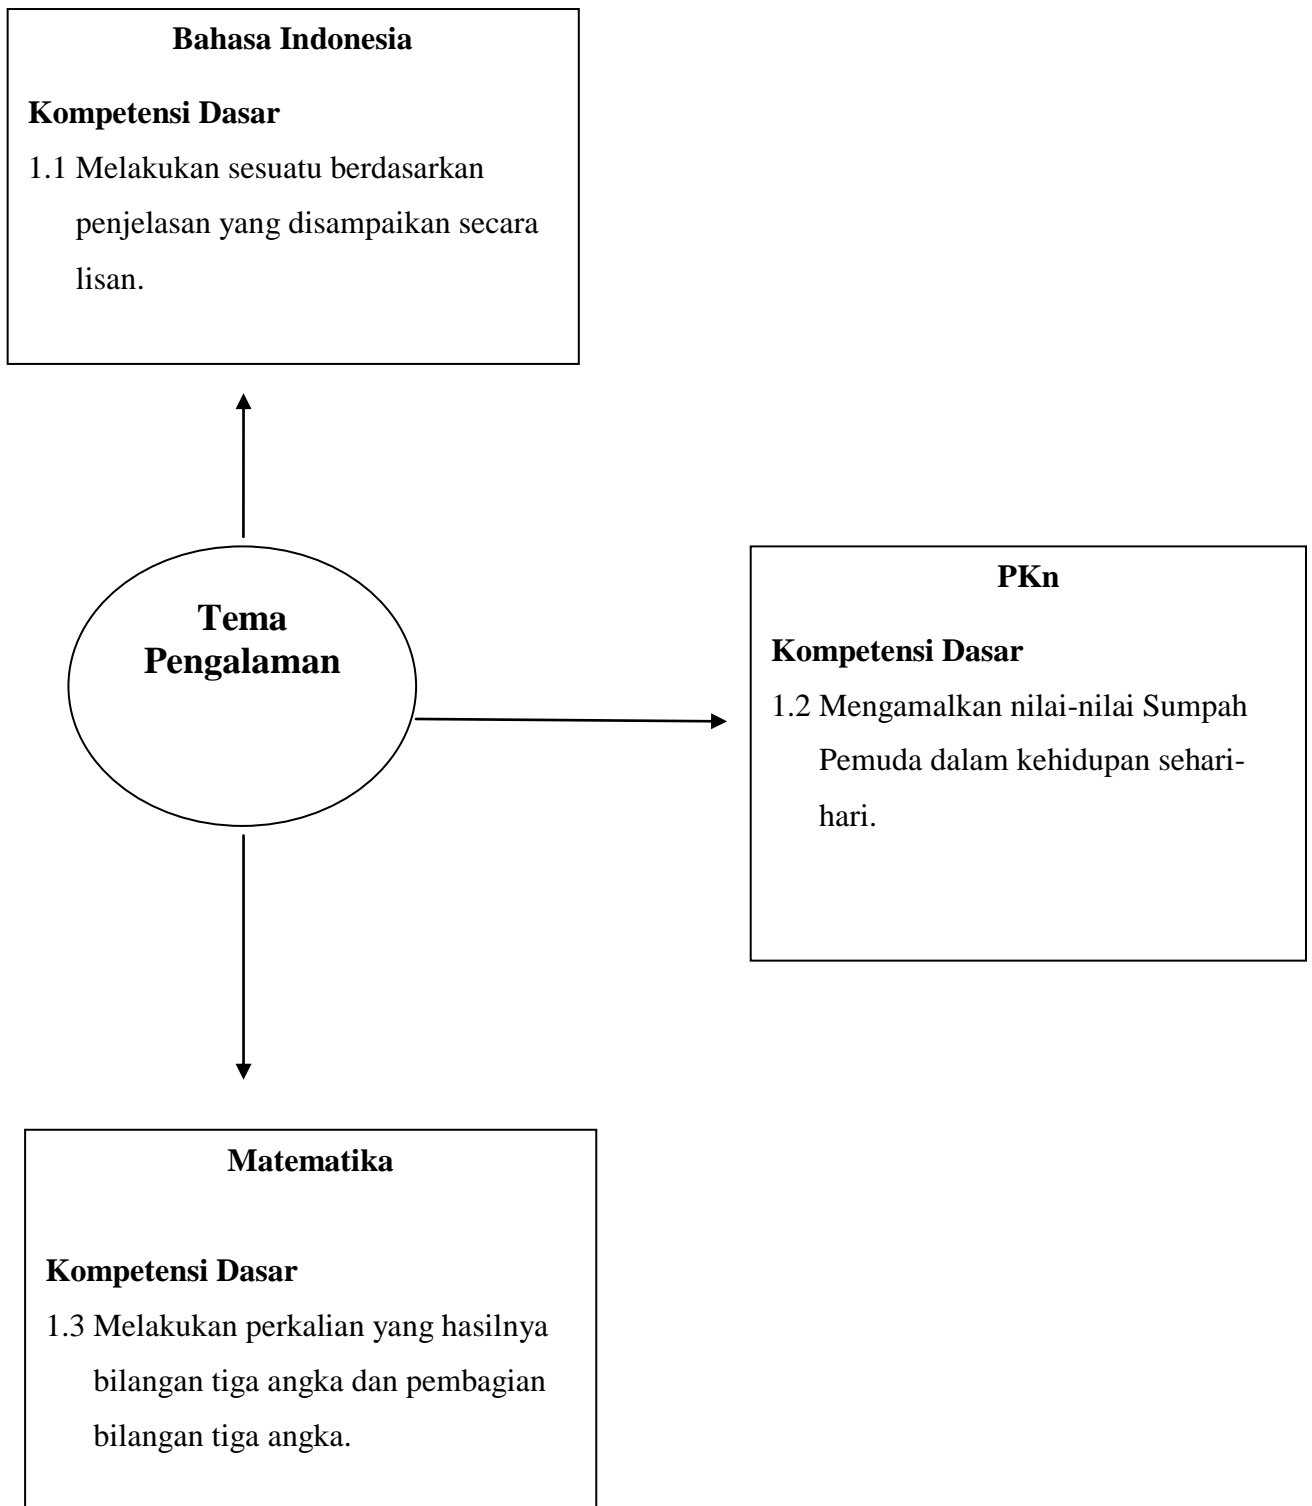 Bahasa Indonesia
Kompetensi Dasar
1.1 Melakukan sesuatu berdasarkan
penjelasan yang disampaikan secara
lisan.
Tema
Pengalaman
PKn
Kompetensi Dasar
1.2 Mengamalkan nilai-nilai Sumpah
Pemuda dalam kehidupan sehari-
hari.
Matematika
Kompetensi Dasar
1.3 Melakukan perkalian yang hasilnya
bilangan tiga angka dan pembagian
bilangan tiga angka.